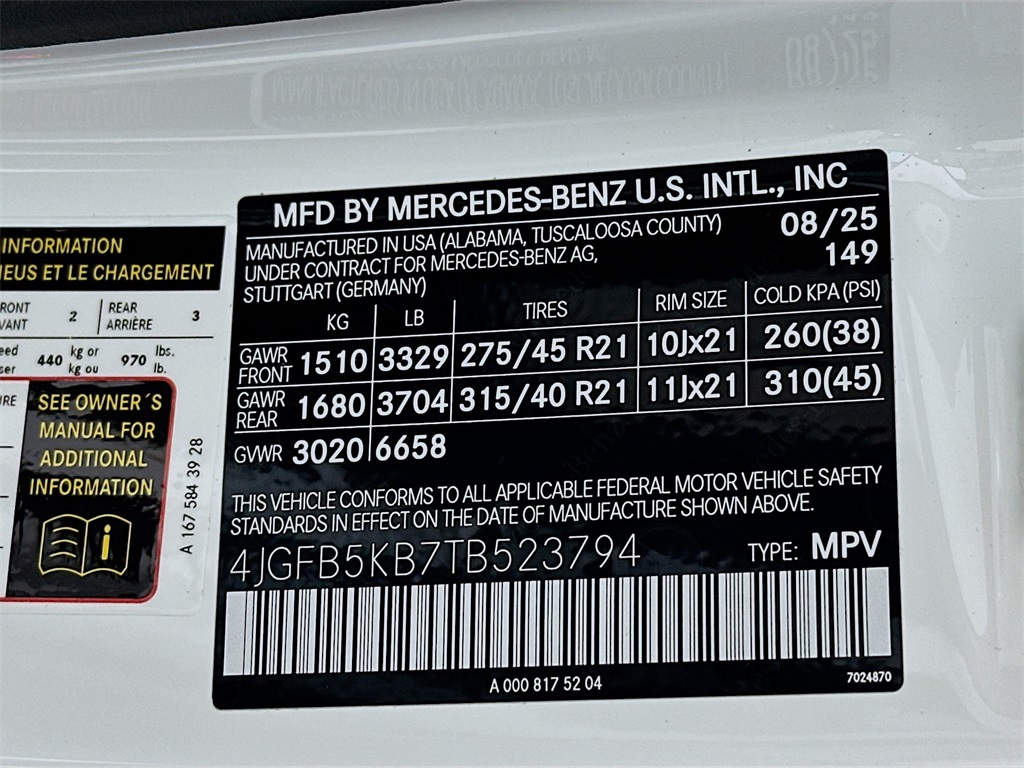 INFORMATION
NEUS ET LE CHARGEMENT
FRONT 2 REAR 3
AVANT ARRIÈRE
440 kg or 970 lbs.
kg ou lb.
SEE OWNER´S
MANUAL FOR
ADDITIONAL
INFORMATION
i
A 167 584 39 28
MFD BY MERCEDES-BENZ U.S. INTL., INC
MANUFACTURED IN USA (ALABAMA, TUSCALOOSA COUNTY) 08/25
UNDER CONTRACT FOR MERCEDES-BENZ AG, 149
STUTTGART (GERMANY)
KG LB TIRES RIM SIZE COLD KPA (PSI)
GAWR FRONT 1510 3329 275/45 R21 10Jx21 260(38)
GAWR REAR 1680 3704 315/40 R21 11Jx21 310(45)
GVWR 3020 6658
THIS VEHICLE CONFORMS TO ALL APPLICABLE FEDERAL MOTOR VEHICLE SAFETY
STANDARDS IN EFFECT ON THE DATE OF MANUFACTURE SHOWN ABOVE.
4JGFB5KB7TB523794 TYPE: MPV
A 000 817 52 04
7024870